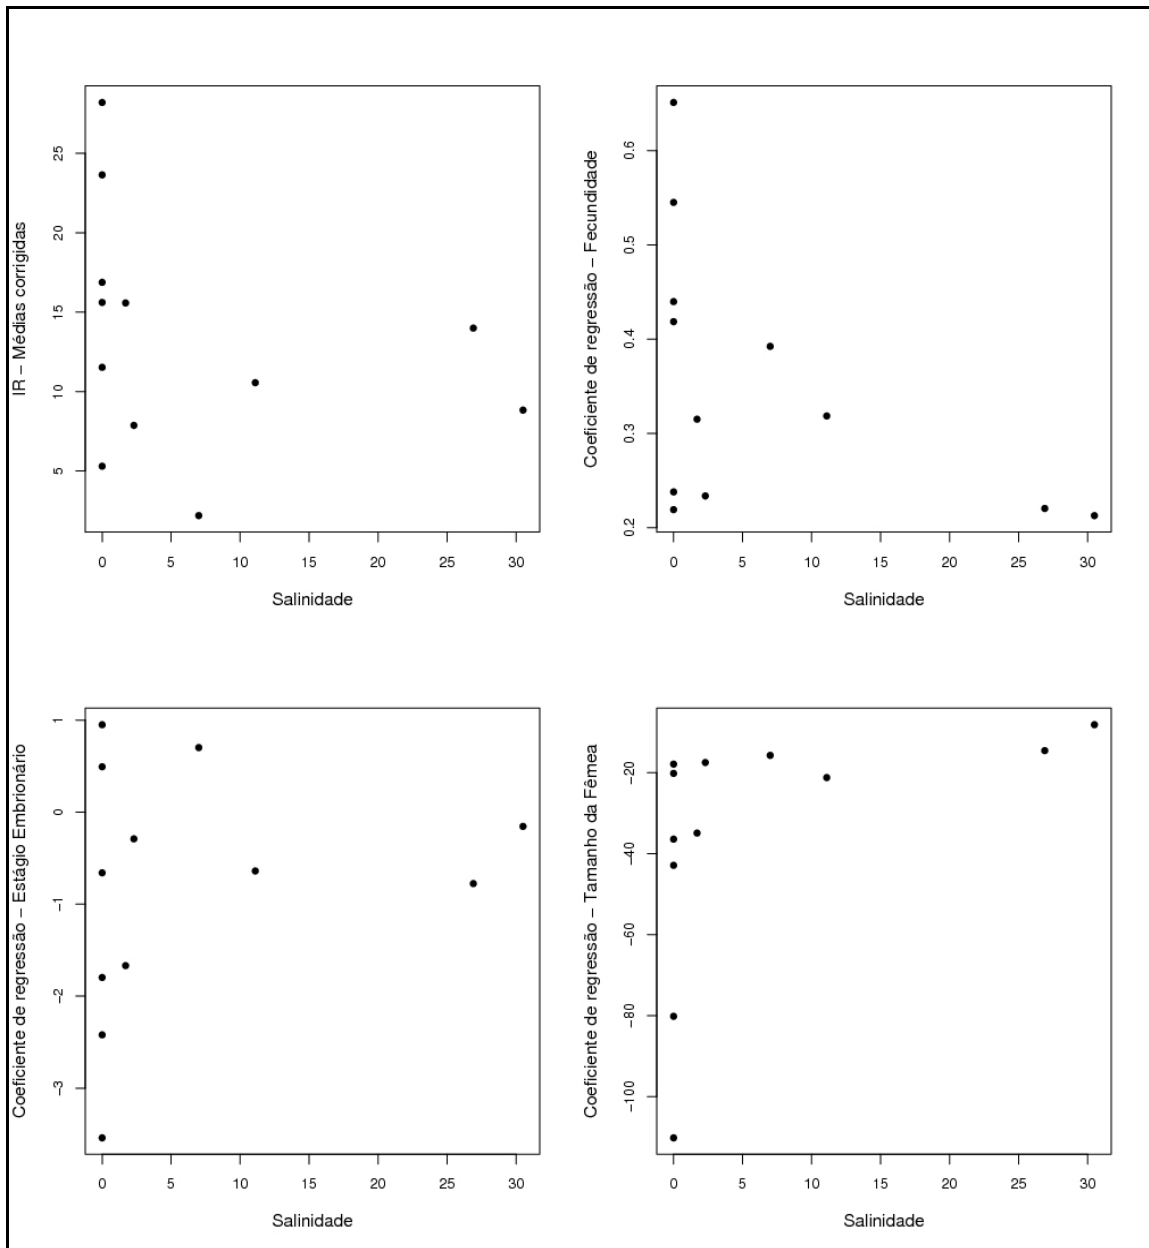 IR – Médias corrigidas
25
20
15
10
5
0 5 10 15 20 25 30
Salinidade
Coeficiente de regressão – Fecundidade
0.6
0.5
0.4
0.3
0.2
0 5 10 15 20 25 30
Salinidade
Coeficiente de regressão – Estágio Embrionário
1
0
−1
−2
−3
0 5 10 15 20 25 30
Salinidade
Coeficiente de regressão – Tamanho da Fêmea
−20
−40
−60
−80
−100
0 5 10 15 20 25 30
Salinidade